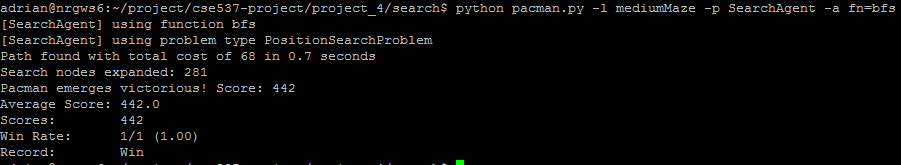 adrian@nrgws6:~/project/cse537-project/project_4/search$ python pacman.py -l mediumMaze -p SearchAgent -a fn=bfs
[SearchAgent] using function bfs
[SearchAgent] using problem type PositionSearchProblem
Path found with total cost of 68 in 0.7 seconds
Search nodes expanded: 281
Pacman emerges victorious! Score: 442
Average Score: 442.0
Scores:        442
Win Rate:      1/1 (1.00)
Record:        Win